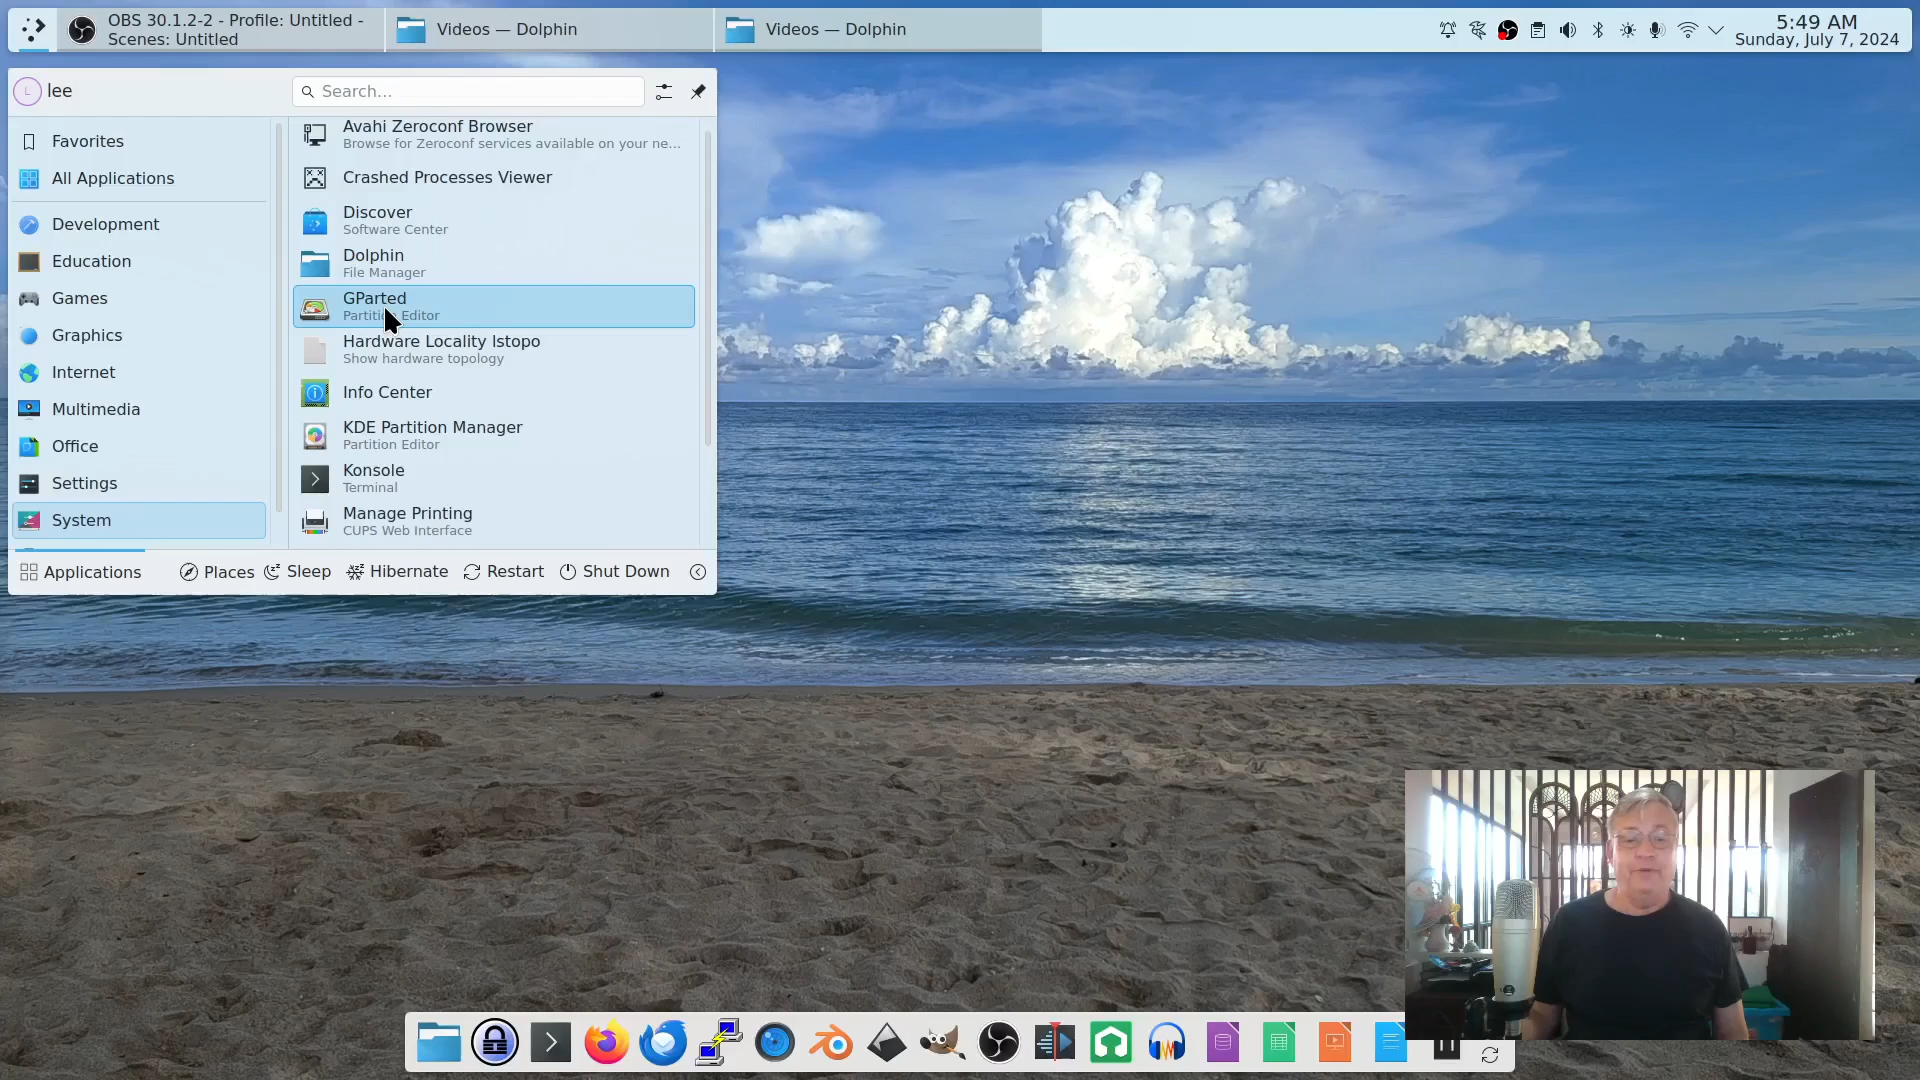 OBS 30.1.2-2 - Profile: Untitled -
Scenes: Untitled
Videos — Dolphin
Videos — Dolphin
5:49 AM
Sunday, July 7, 2024
L
lee
Search...
Favorites
All Applications
Development
Education
Games
Graphics
Internet
Multimedia
Office
Settings
System
Avahi Zeroconf Browser
Browse for Zeroconf services available on your ne...
Crashed Processes Viewer
Discover
Software Center
Dolphin
File Manager
GParted
Partition Editor
Hardware Locality lstopo
Show hardware topology
Info Center
KDE Partition Manager
Partition Editor
Konsole
Terminal
Manage Printing
CUPS Web Interface
Applications
Places
Sleep
Hibernate
Restart
Shut Down